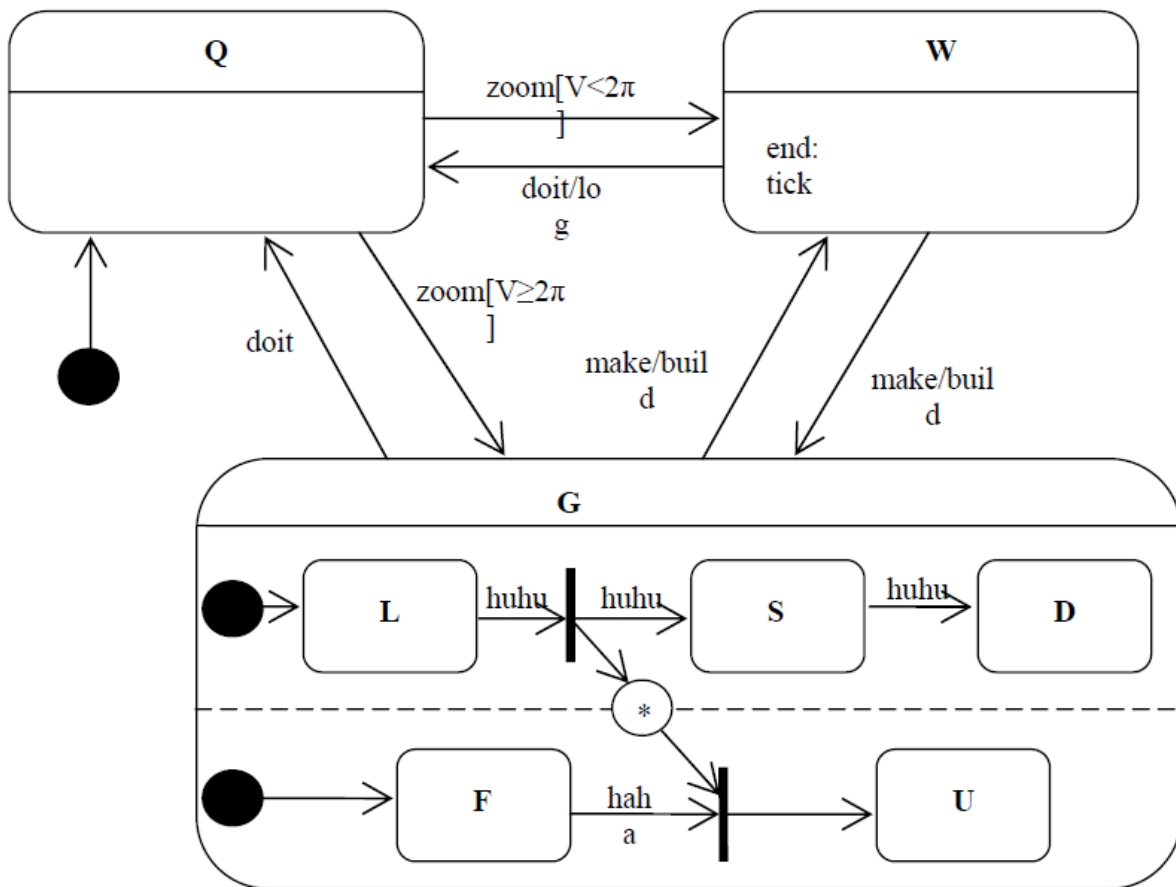 Q
W
zoom[V<2π
]
end:
tick
doit/lo
g
zoom[V≥2π
]
doit
make/buil
d
make/buil
d
G
L
huhu
huhu
S
huhu
D
*
F
hah
a
U